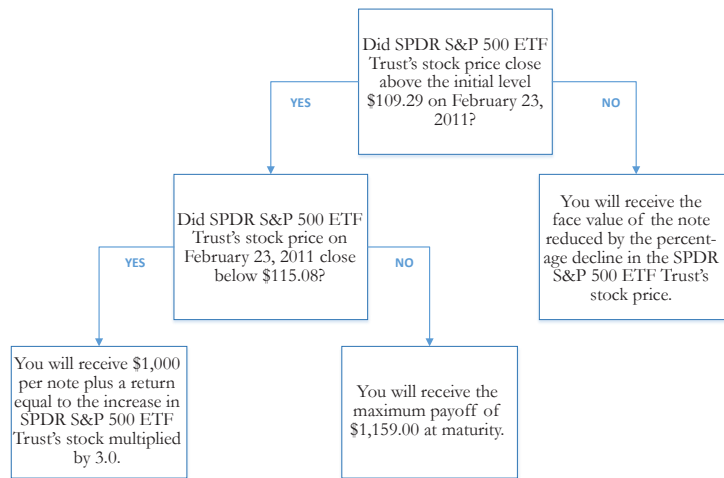 Did SPDR S&P 500 ETF
Trust's stock price close
above the initial level
$109.29 on February 23,
2011?
YES
NO
Did SPDR S&P 500 ETF
Trust's stock price on
February 23, 2011 close
below $115.08?
You will receive the
face value of the note
reduced by the percent-
age decline in the SPDR
S&P 500 ETF Trust's
stock price.
YES
NO
You will receive $1,000
per note plus a return
equal to the increase in
SPDR S&P 500 ETF
Trust's stock multiplied
by 3.0.
You will receive the
maximum payoff of
$1,159.00 at maturity.